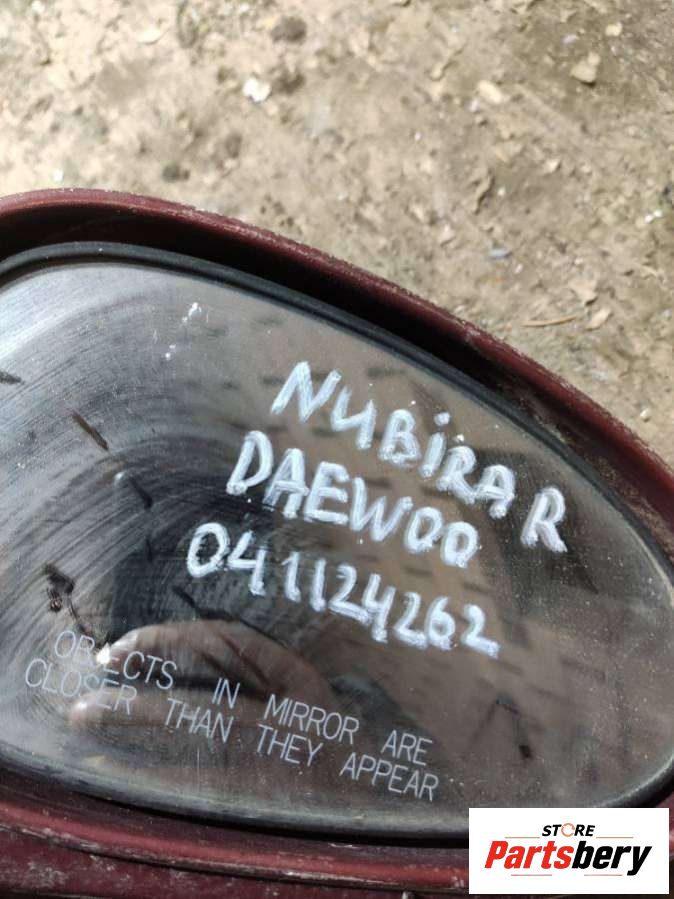 NUBIRA R
DAEWOO
041124262
OBJECTS IN MIRROR ARE
CLOSER THAN THEY APPEAR
STORE
Partsbery